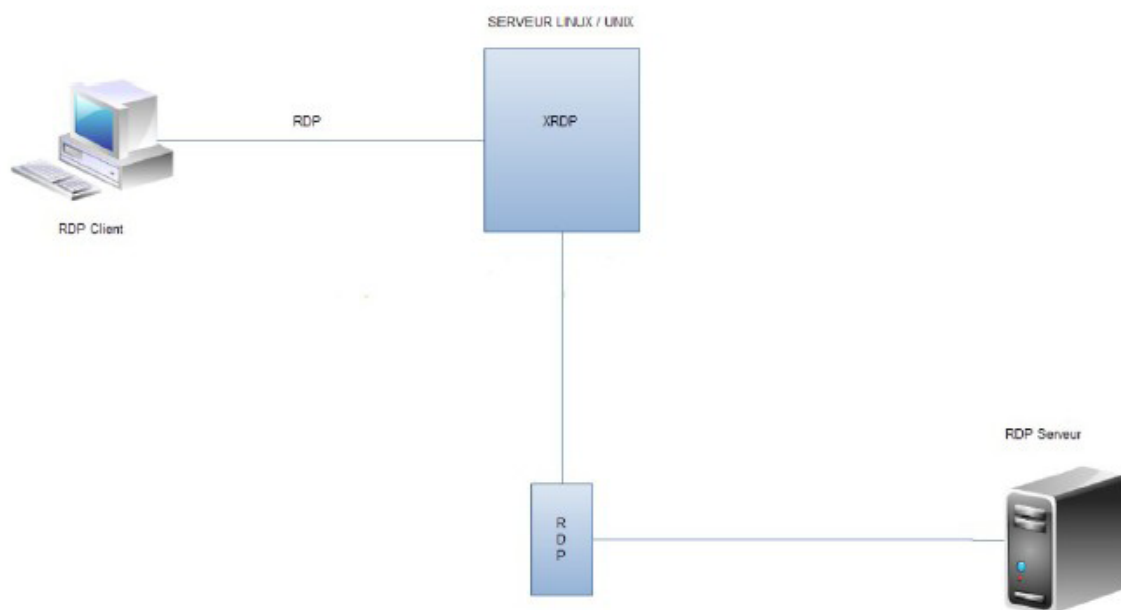 SERVEUR LINUX / UNIX
RDP
XRDP
RDP Client
RDP Serveur
R
D
P